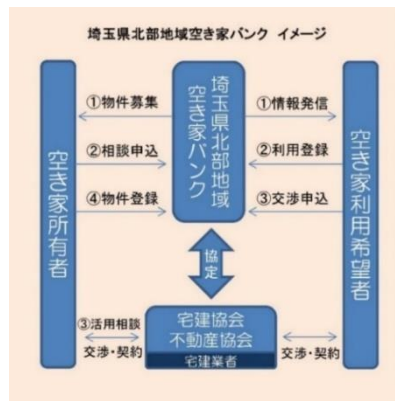 埼玉県北部地域空き家バンク イメージ
空き家所有者
①物件募集
②相談申込
④物件登録
埼玉県北部地域
空き家バンク
①情報発信
②利用登録
③交渉申込
空き家利用希望者
協定
③活用相談
交渉・契約
宅建協会
不動産協会
宅建業者
交渉・契約